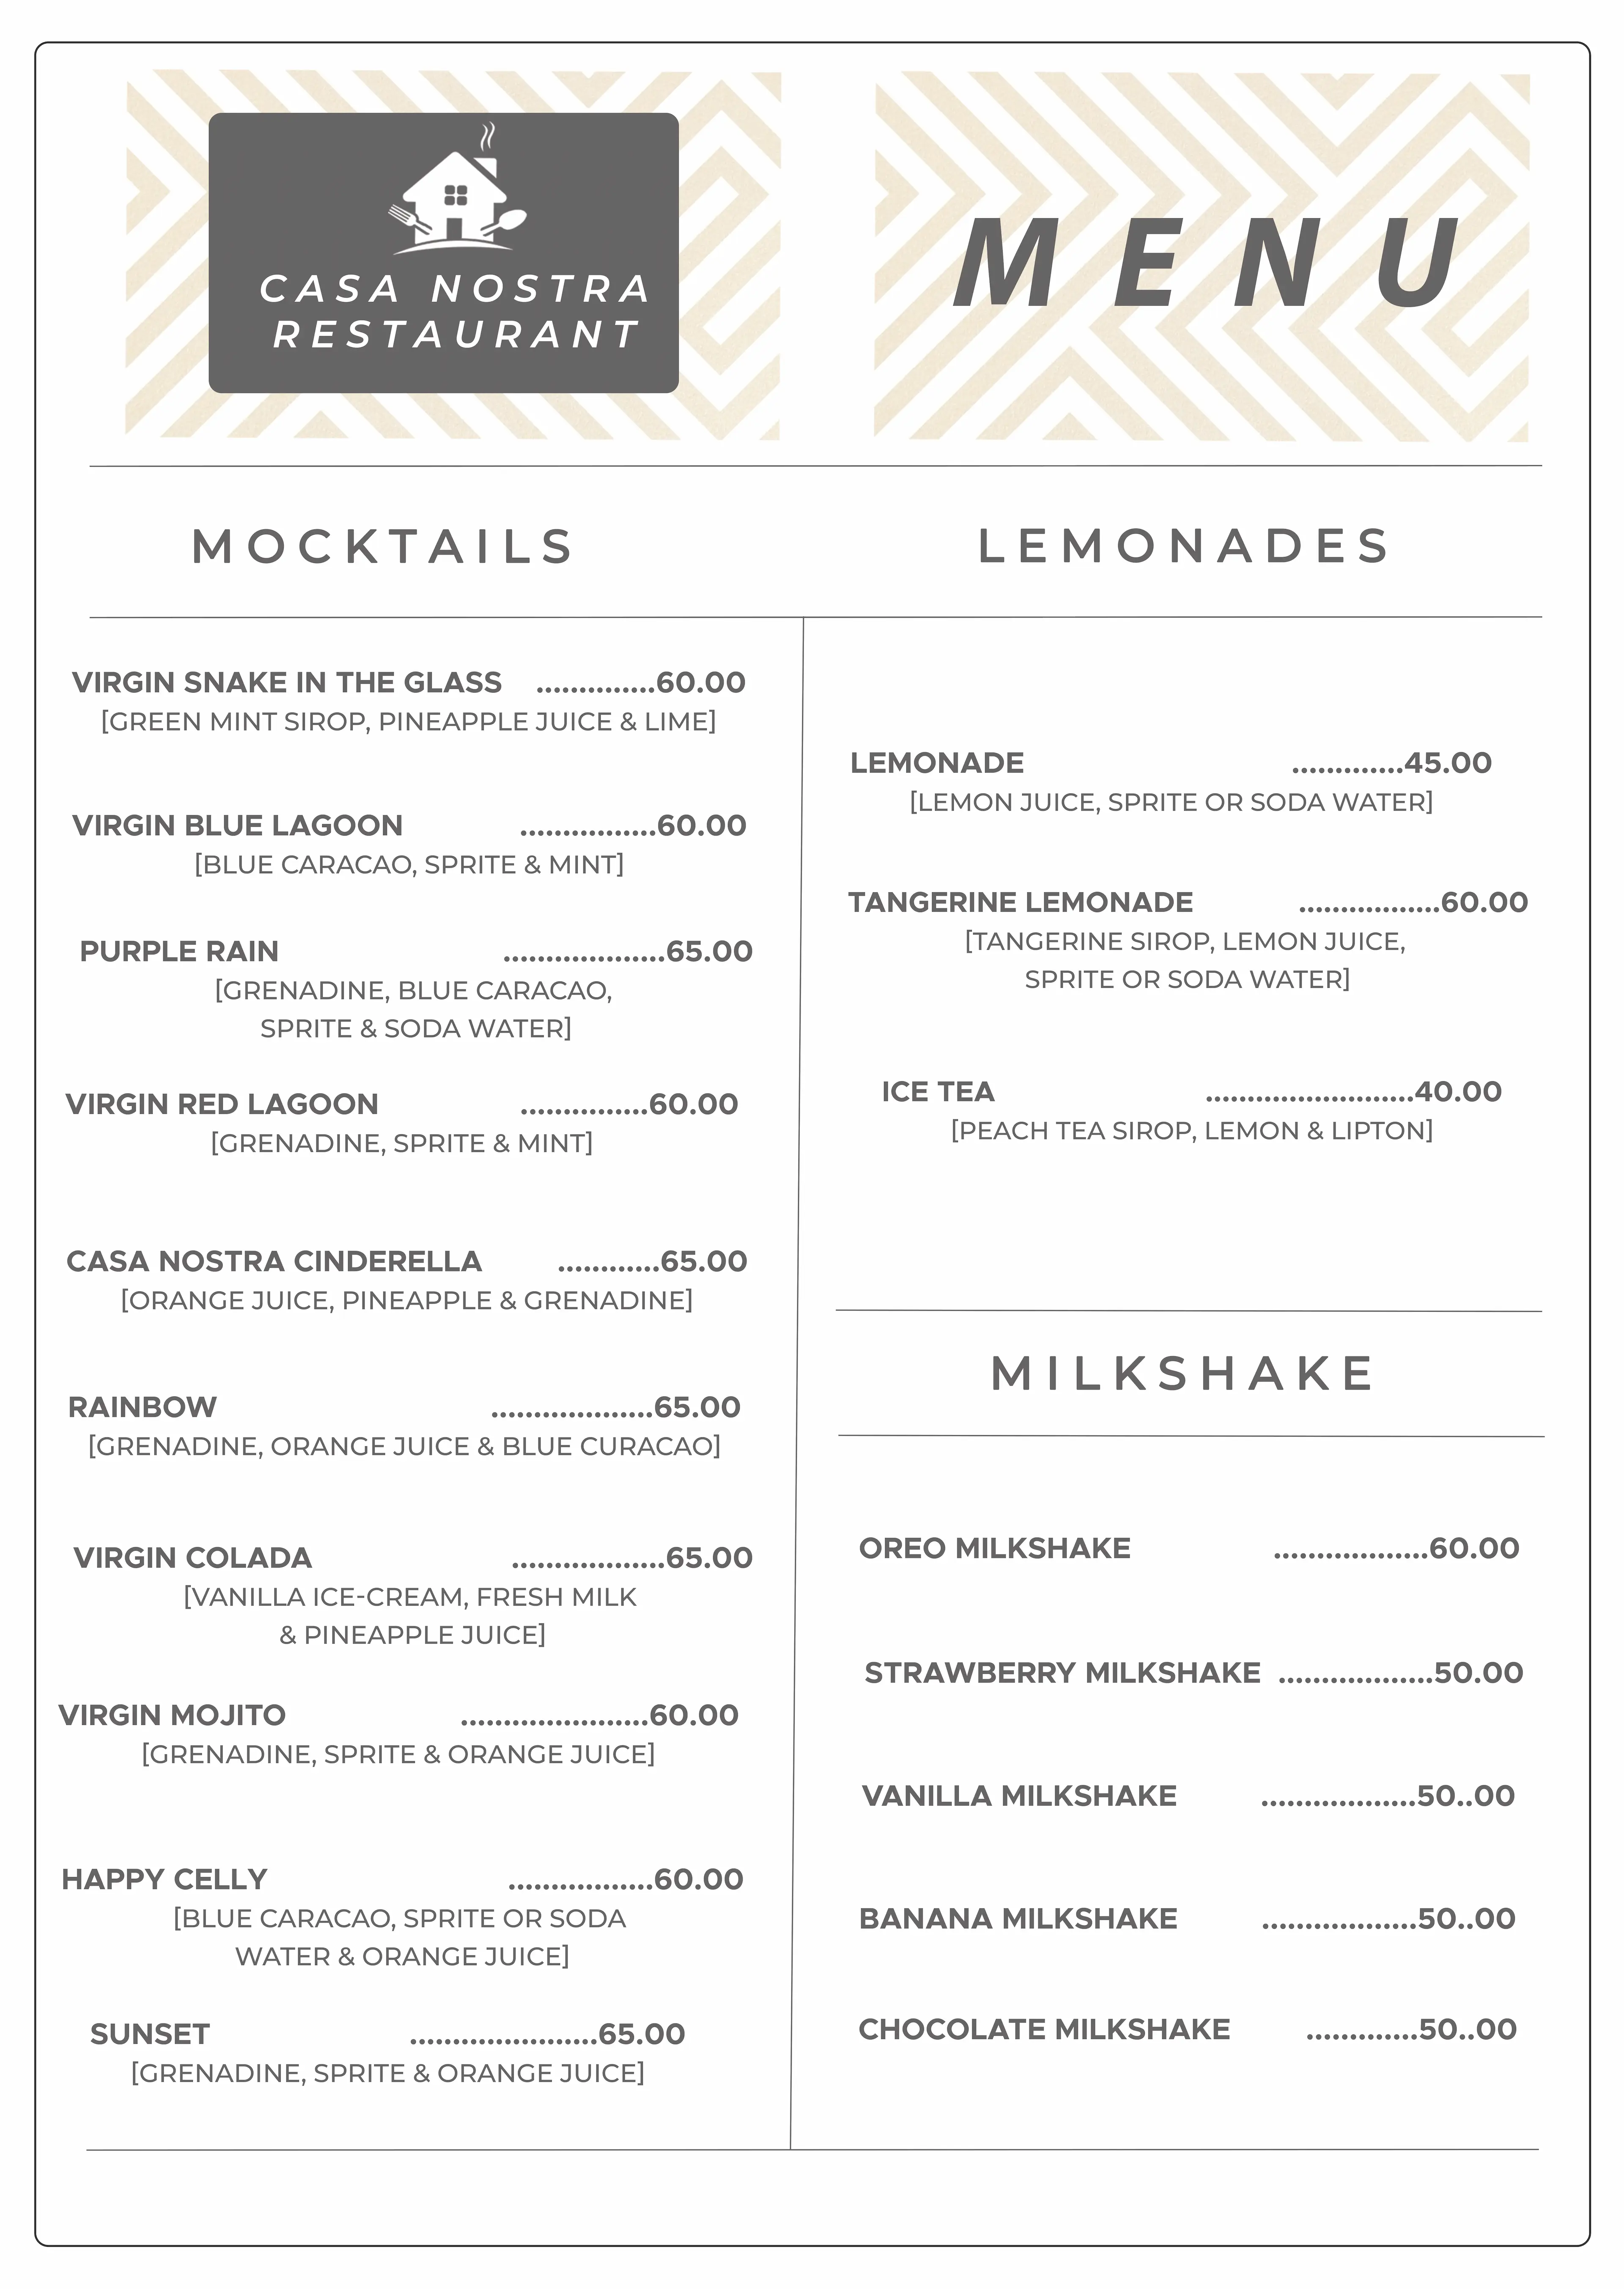 CASA NOSTRA
RESTAURANT
MENU
MOCKTAILS
VIRGIN SNAKE IN THE GLASS ..............60.00
[GREEN MINT SIROP, PINEAPPLE JUICE & LIME]
VIRGIN BLUE LAGOON ................60.00
[BLUE CARACAO, SPRITE & MINT]
PURPLE RAIN ...................65.00
[GRENADINE, BLUE CARACAO,
SPRITE & SODA WATER]
VIRGIN RED LAGOON ...............60.00
[GRENADINE, SPRITE & MINT]
CASA NOSTRA CINDERELLA ............65.00
[ORANGE JUICE, PINEAPPLE & GRENADINE]
RAINBOW ...................65.00
[GRENADINE, ORANGE JUICE & BLUE CURACAO]
VIRGIN COLADA ..................65.00
[VANILLA ICE-CREAM, FRESH MILK
& PINEAPPLE JUICE]
VIRGIN MOJITO ......................60.00
[GRENADINE, SPRITE & ORANGE JUICE]
HAPPY CELLY .................60.00
[BLUE CARACAO, SPRITE OR SODA
WATER & ORANGE JUICE]
SUNSET ......................65.00
[GRENADINE, SPRITE & ORANGE JUICE]
LEMONADES
LEMONADE .............45.00
[LEMON JUICE, SPRITE OR SODA WATER]
TANGERINE LEMONADE .................60.00
[TANGERINE SIROP, LEMON JUICE,
SPRITE OR SODA WATER]
ICE TEA .........................40.00
[PEACH TEA SIROP, LEMON & LIPTON]
MILKSHAKE
OREO MILKSHAKE ..................60.00
STRAWBERRY MILKSHAKE ..................50.00
VANILLA MILKSHAKE ..................50..00
BANANA MILKSHAKE ..................50..00
CHOCOLATE MILKSHAKE .............50..00